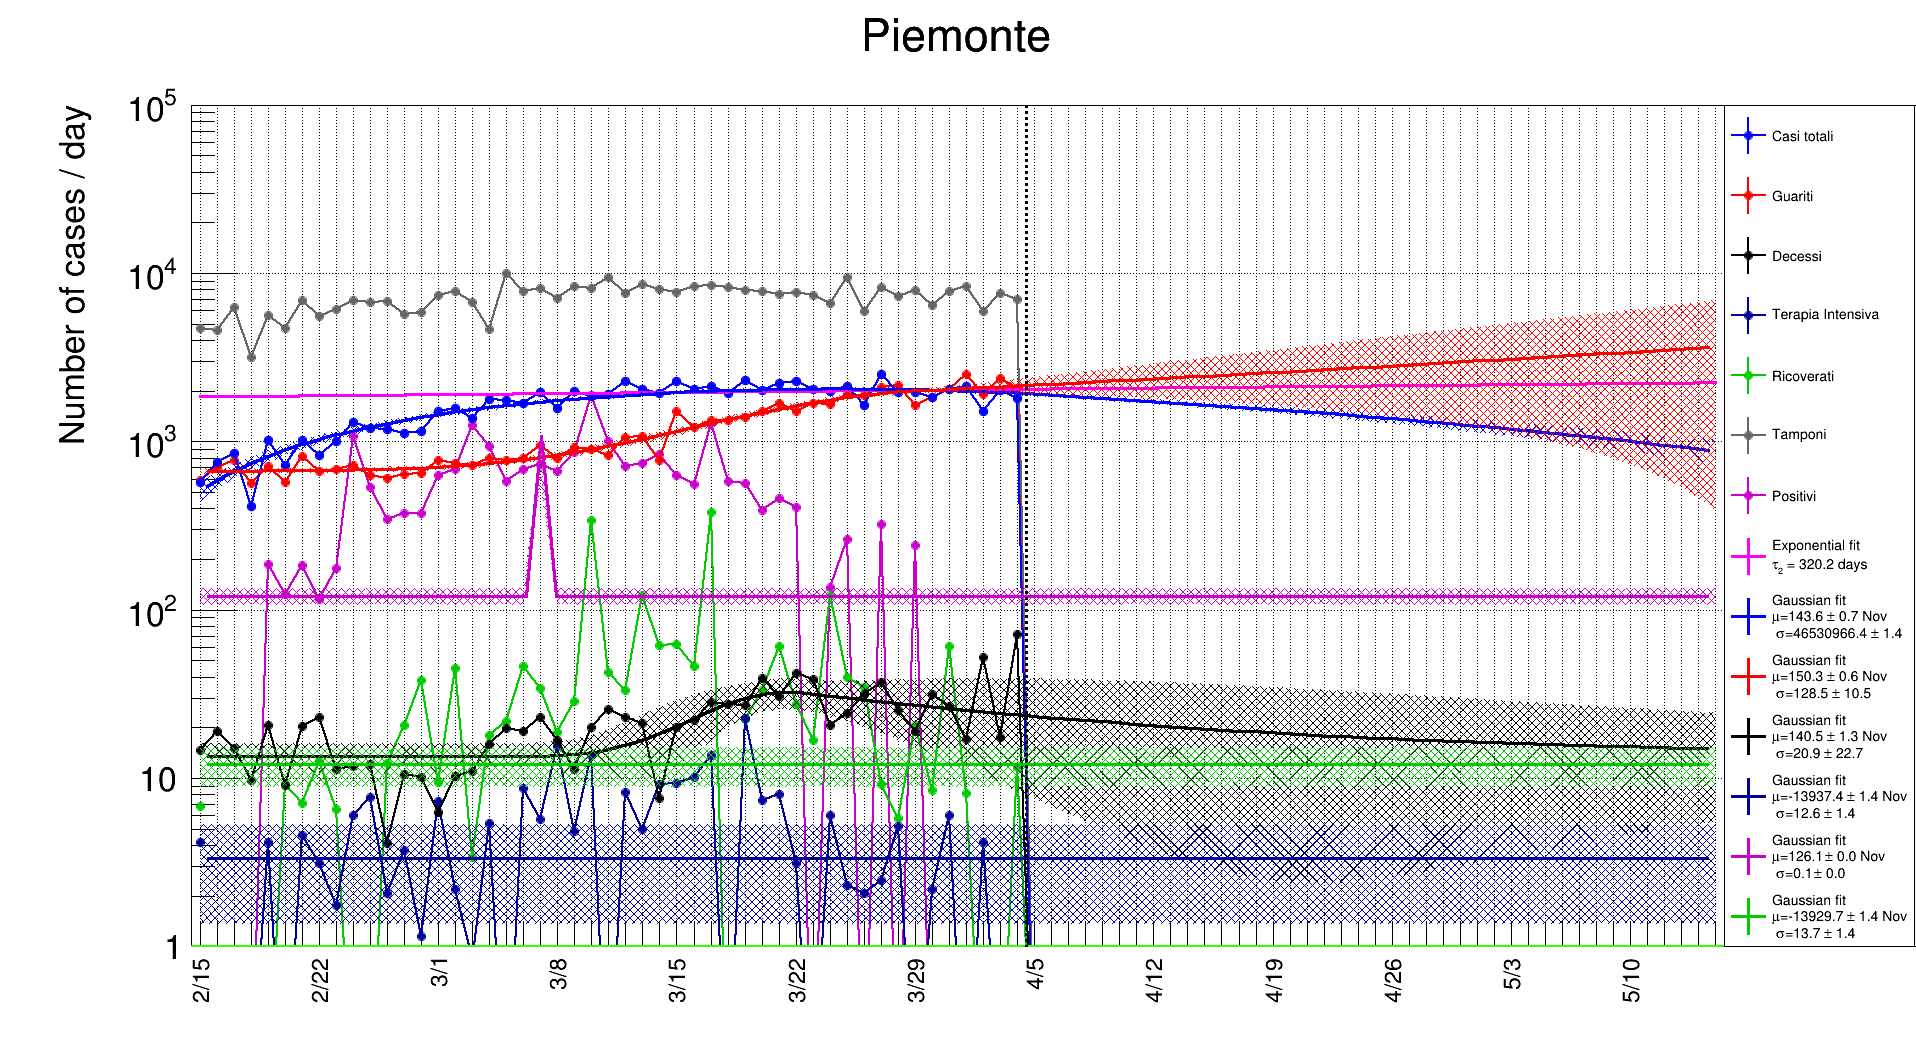 Piemonte
Number of cases / day
10^5
10^4
10^3
10^2
10
1
2/15
2/22
3/1
3/8
3/15
3/22
3/29
4/5
4/12
4/19
4/26
5/3
5/10
Casi totali
Guariti
Decessi
Terapia Intensiva
Ricoverati
Tamponi
Positivi
Exponential fit
τ₂ = 320.2 days
Gaussian fit
μ=143.6 ± 0.7 Nov
σ=46530966.4 ± 1.4
Gaussian fit
μ=150.3 ± 0.6 Nov
σ=128.5 ± 10.5
Gaussian fit
μ=140.5 ± 1.3 Nov
σ=20.9 ± 22.7
Gaussian fit
μ=-13937.4 ± 1.4 Nov
σ=12.6 ± 1.4
Gaussian fit
μ=126.1 ± 0.0 Nov
σ=0.1 ± 0.0
Gaussian fit
μ=-13929.7 ± 1.4 Nov
σ=13.7 ± 1.4